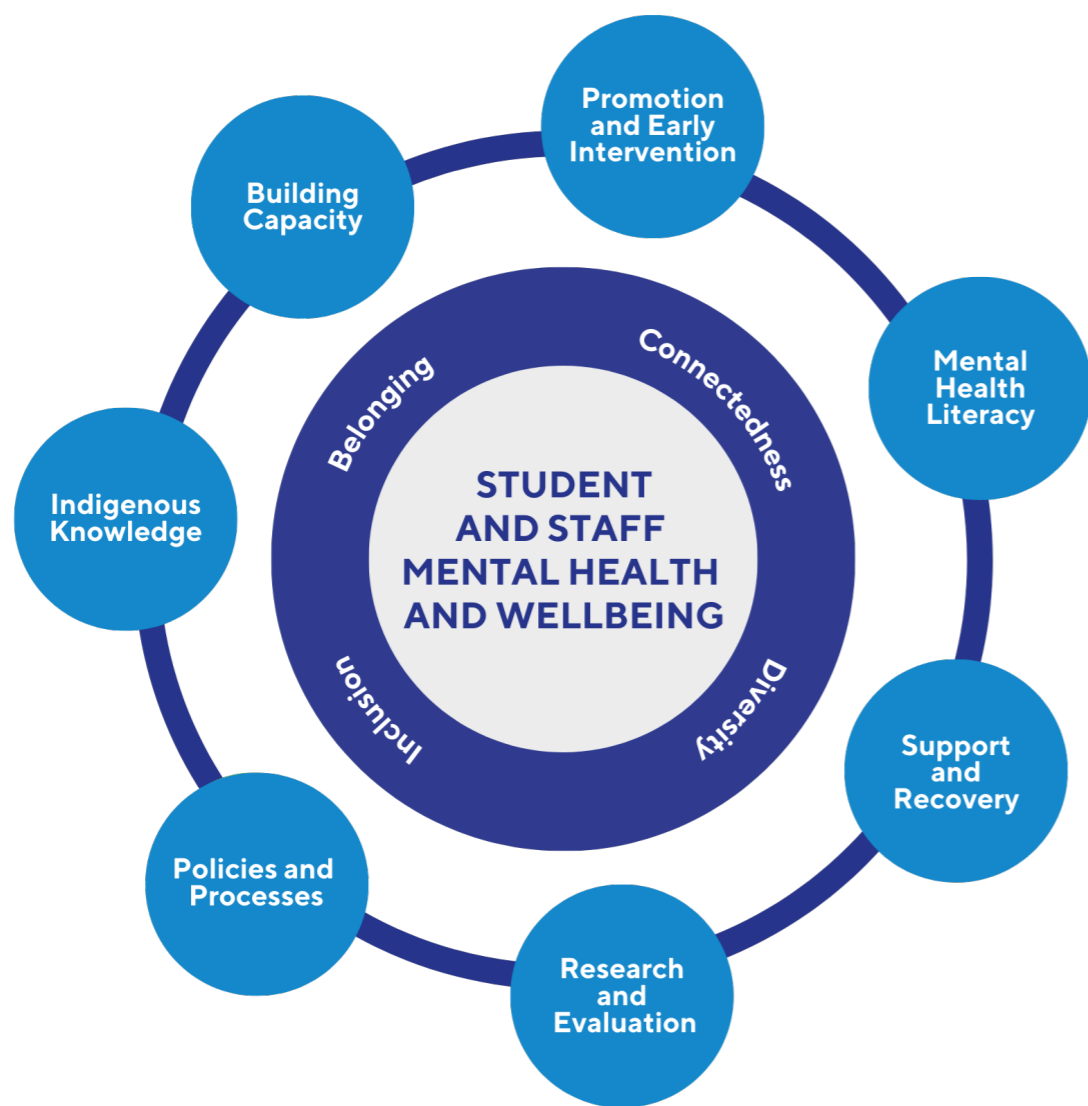 Promotion
and Early
Intervention
Building
Capacity
Mental
Health
Literacy
Connectedness
Belonging
STUDENT
AND STAFF
MENTAL HEALTH
AND WELLBEING
Indigenous
Knowledge
Inclusion
Diversity
Support
and
Recovery
Policies and
Processes
Research
and
Evaluation